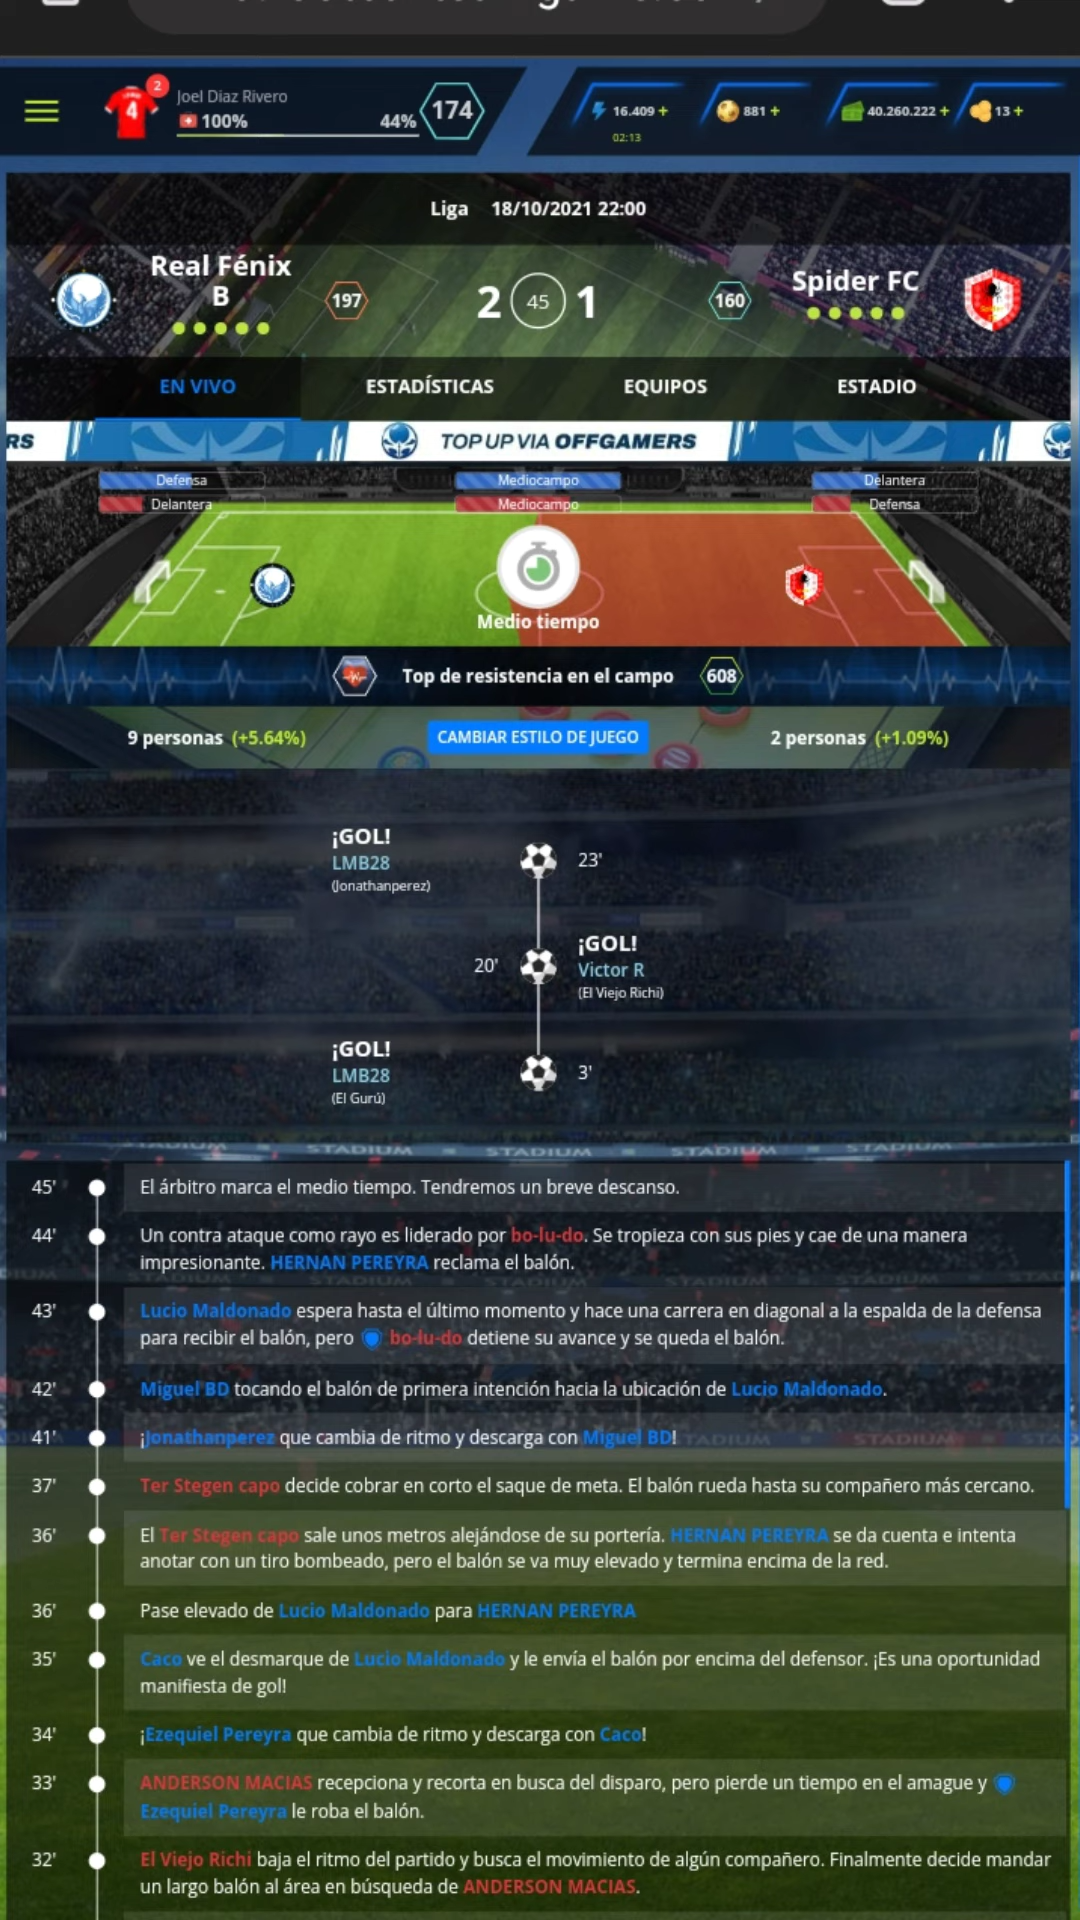 Joel Diaz Rivero
2
4
100%
44%
174
16.409 +
02:13
881 +
40.260.222 +
13 +
Liga 18/10/2021 22:00
Real Fénix
B
197
2 45 1
160
Spider FC
EN VIVO
ESTADÍSTICAS
EQUIPOS
ESTADIO
RS
TOP UP VIA OFFGAMERS
Defensa
Mediocampo
Delantera
Delantera
Mediocampo
Defensa
Medio tiempo
Top de resistencia en el campo
608
9 personas (+5.64%)
CAMBIAR ESTILO DE JUEGO
2 personas (+1.09%)
¡GOL!
LMB28
(Jonathanperez)
23'
20'
¡GOL!
Victor R
(El Viejo Richi)
¡GOL!
LMB28
(El Gurú)
3'
STADIUM STADIUM STADIUM STADIUM
45' El árbitro marca el medio tiempo. Tendremos un breve descanso.
44' Un contra ataque como rayo es liderado por bo-lu-do. Se tropieza con sus pies y cae de una manera
impresionante. HERNAN PEREYRA reclama el balón.
43' Lucio Maldonado espera hasta el último momento y hace una carrera en diagonal a la espalda de la defensa
para recibir el balón, pero bo-lu-do detiene su avance y se queda el balón.
42' Miguel BD tocando el balón de primera intención hacia la ubicación de Lucio Maldonado.
41' ¡Jonathanperez que cambia de ritmo y descarga con Miguel BD!
37' Ter Stegen capo decide cobrar en corto el saque de meta. El balón rueda hasta su compañero más cercano.
36' El Ter Stegen capo sale unos metros alejándose de su portería. HERNAN PEREYRA se da cuenta e intenta
anotar con un tiro bombeado, pero el balón se va muy elevado y termina encima de la red.
36' Pase elevado de Lucio Maldonado para HERNAN PEREYRA
35' Caco ve el desmarque de Lucio Maldonado y le envía el balón por encima del defensor. ¡Es una oportunidad
manifiesta de gol!
34' ¡Ezequiel Pereyra que cambia de ritmo y descarga con Caco!
33' ANDERSON MACIAS recepciona y recorta en busca del disparo, pero pierde un tiempo en el amague y
Ezequiel Pereyra le roba el balón.
32' El Viejo Richi baja el ritmo del partido y busca el movimiento de algún compañero. Finalmente decide mandar
un largo balón al área en búsqueda de ANDERSON MACIAS.